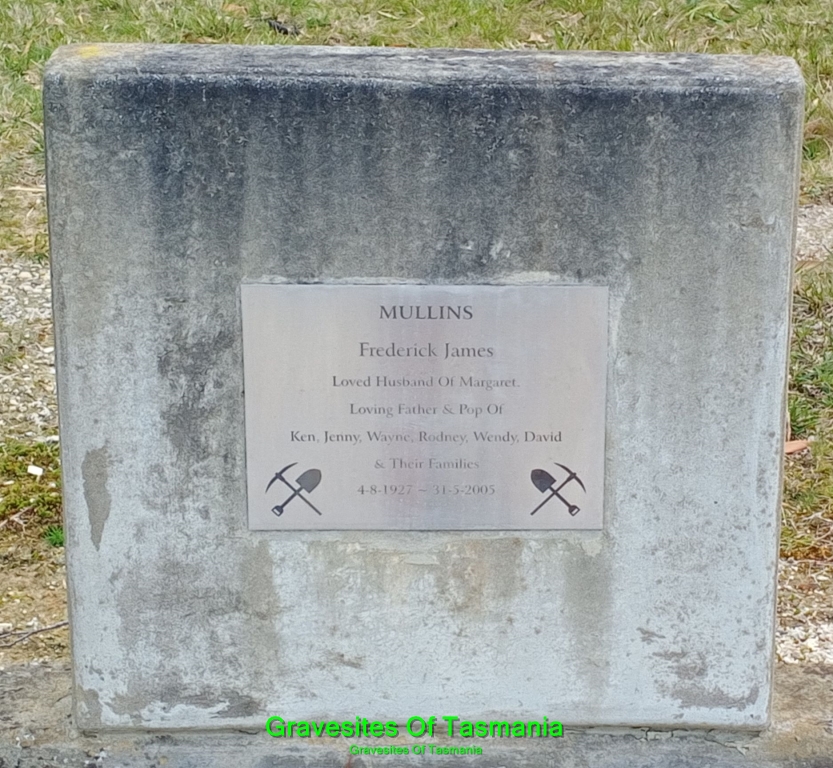 MULLINS
Frederick James
Loved Husband Of Margaret.
Loving Father & Pop Of
Ken, Jenny, Wayne, Rodney, Wendy, David
& Their Families
4-8-1927 – 31-5-2005
Gravesites Of Tasmania
Gravesites Of Tasmania